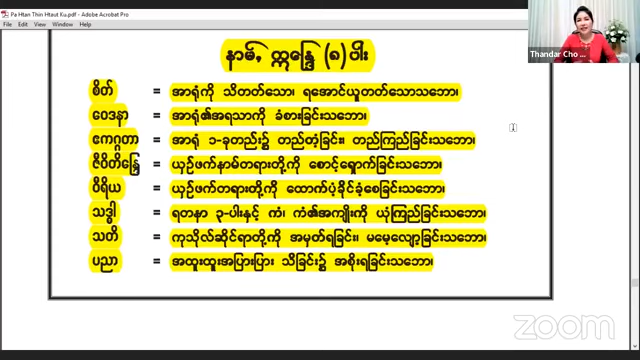 Pa Htan Thin Htaut Ku.pdf - Adobe Acrobat Pro
File Edit View Window Help
Thandar Cho
နာမ်, ဣန္ဒြေ (၈) ပါး
စိတ် = အာရုံကို သိတတ်သော၊ ရအောင်ယူတတ်သောသဘော၊
ဝေဒနာ = အာရုံ၏အရသာကို ခံစားခြင်းသဘော၊
ဧကဂ္ဂတာ = အာရုံ ၁-ခုတည်း၌ တည်တံ့ခြင်း၊ တည်ကြည်ခြင်းသဘော၊
ဇီဝိတိန္ဒြေ = ယှဉ်ဖက်နာမ်တရားတို့ကို စောင့်ရှောက်ခြင်းသဘော၊
ဝီရိယ = ယှဉ်ဖက်တရားတို့ကို ထောက်ပံ့ခိုင်ခံ့စေခြင်းသဘော၊
သဒ္ဓါ = ရတနာ ၃-ပါးနှင့် ကံ၊ ကံ၏အကျိုးကို ယုံကြည်ခြင်းသဘော၊
သတိ = ကုသိုလ်ဆိုင်ရာတို့ကို အမှတ်ရခြင်း၊ မမေ့လျော့ခြင်းသဘော၊
ပညာ = အထူးထူးအပြားပြား သိခြင်း၌ အစိုးရခြင်းသဘော၊
zoom